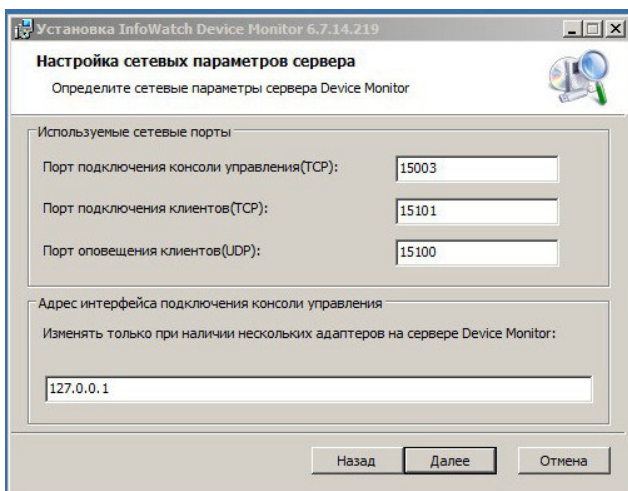 Установка InfoWatch Device Monitor 6.7.14.219
Настройка сетевых параметров сервера
Определите сетевые параметры сервера Device Monitor
Используемые сетевые порты
Порт подключения консоли управления(TCP): 15003
Порт подключения клиентов(TCP): 15101
Порт оповещения клиентов(UDP): 15100
Адрес интерфейса подключения консоли управления
Изменять только при наличии нескольких адаптеров на сервере Device Monitor:
127.0.0.1
Назад Далее Отмена